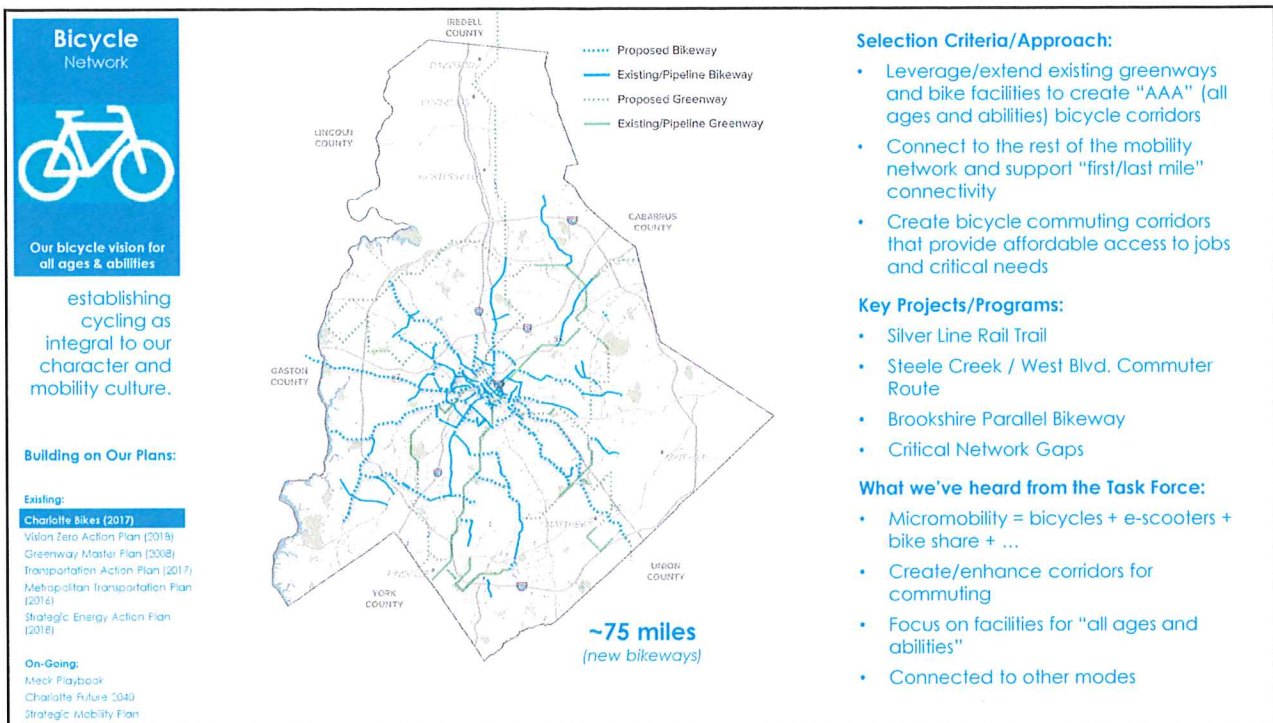 Bicycle
Network
Our bicycle vision for
all ages & abilities
establishing
cycling as
integral to our
character and
mobility culture.
Building on Our Plans:
Existing:
Charlotte Bikes (2017)
Vision Zero Action Plan (2018)
Greenway Master Plan (2008)
Transportation Action Plan (2017)
Metropolitan Transportation Plan
(2016)
Strategic Energy Action Plan
(2018)
On-Going:
Meck Playbook
Charlotte Future 2040
Strategic Mobility Plan
IREDELL
COUNTY
LINCOLN
COUNTY
CABARRUS
COUNTY
GASTON
COUNTY
UNION
COUNTY
YORK
COUNTY
Proposed Bikeway
Existing/Pipeline Bikeway
Proposed Greenway
Existing/Pipeline Greenway
~75 miles
(new bikeways)
Selection Criteria/Approach:
• Leverage/extend existing greenways
and bike facilities to create "AAA" (all
ages and abilities) bicycle corridors
• Connect to the rest of the mobility
network and support "first/last mile"
connectivity
• Create bicycle commuting corridors
that provide affordable access to jobs
and critical needs
Key Projects/Programs:
• Silver Line Rail Trail
• Steele Creek / West Blvd. Commuter
Route
• Brookshire Parallel Bikeway
• Critical Network Gaps
What we've heard from the Task Force:
• Micromobility = bicycles + e-scooters +
bike share + ...
• Create/enhance corridors for
commuting
• Focus on facilities for "all ages and
abilities"
• Connected to other modes